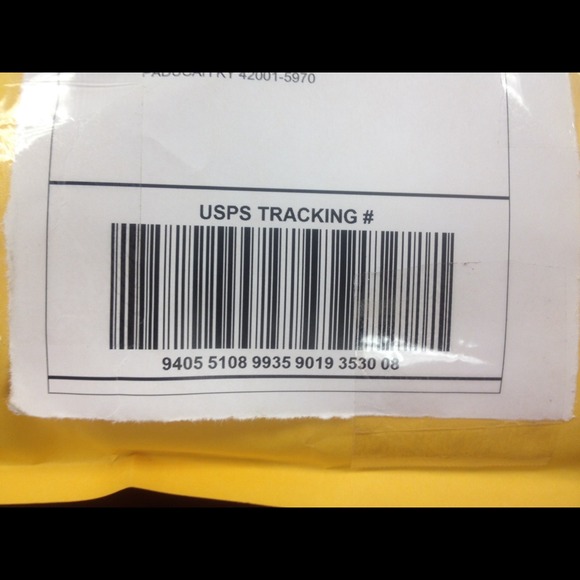 PADUCAH KY 42001-5970
USPS TRACKING #
9405 5108 9935 9019 3530 08